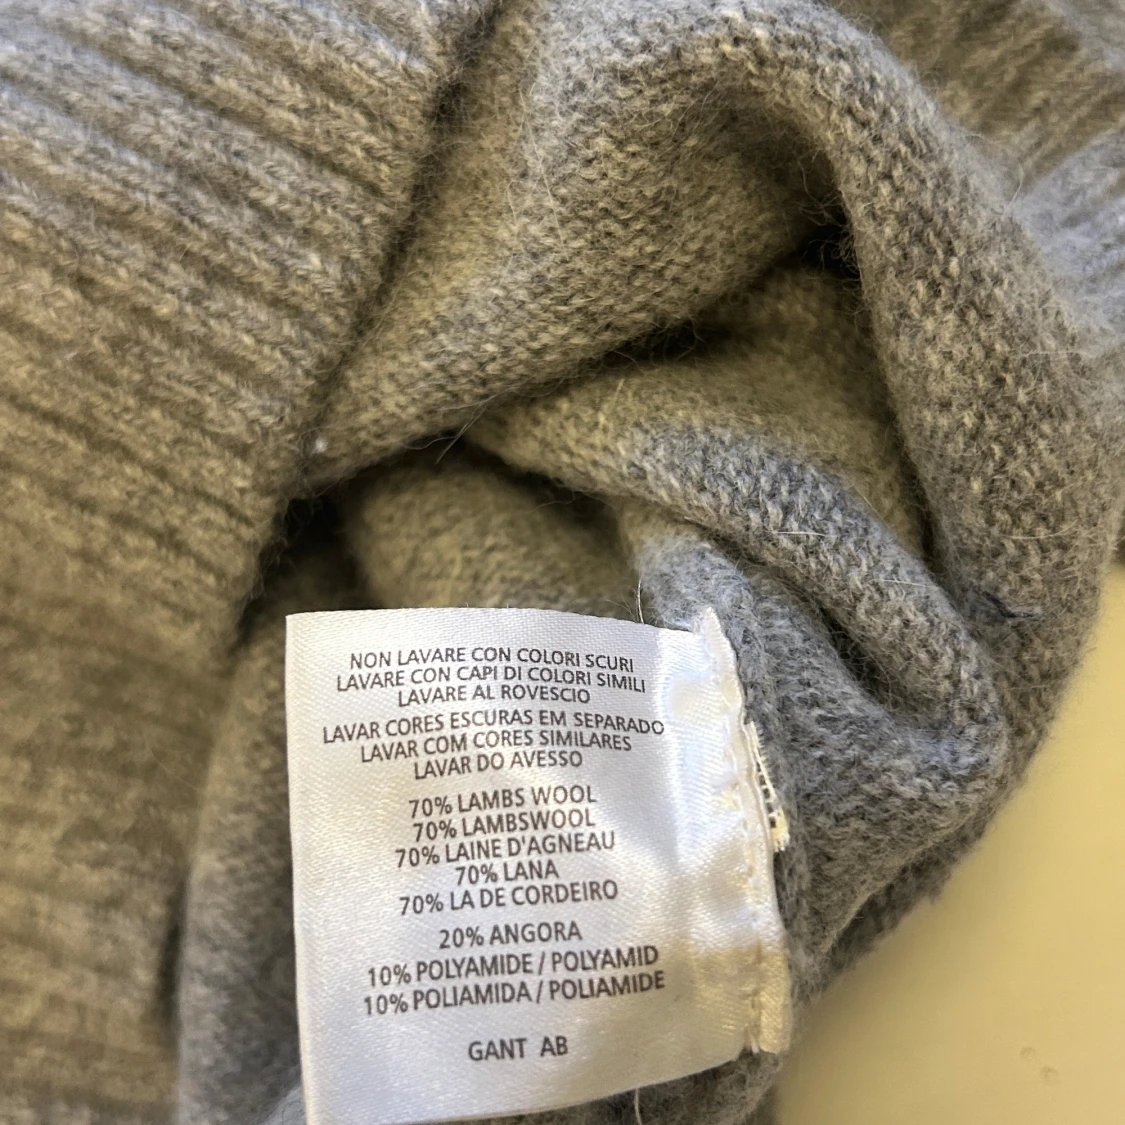 NON LAVARE CON COLORI SCURI
LAVARE CON CAPI DI COLORI SIMILI
LAVARE AL ROVESCIO
LAVAR CORES ESCURAS EM SEPARADO
LAVAR COM CORES SIMILARES
LAVAR DO AVESSO
70% LAMBS WOOL
70% LAMBSWOOL
70% LAINE D'AGNEAU
70% LANA
70% LA DE CORDEIRO
20% ANGORA
10% POLYAMIDE / POLYAMID
10% POLIAMIDA / POLIAMIDE
GANT AB